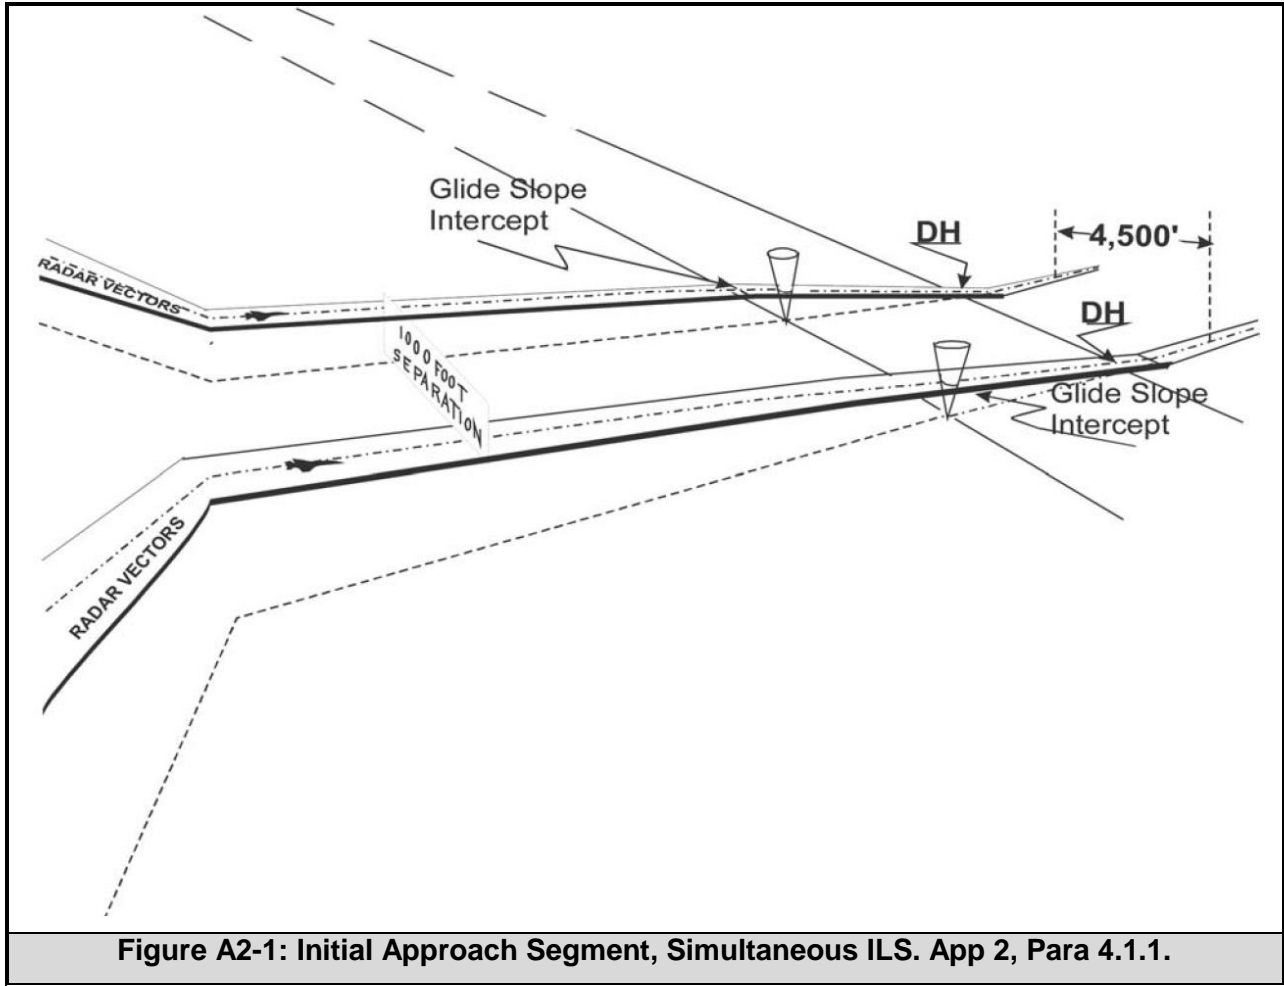 Glide Slope
Intercept
DH
4,500'
RADAR VECTORS
1000 FOOT
SEPARATION
DH
Glide Slope
Intercept
RADAR VECTORS
Figure A2-1: Initial Approach Segment, Simultaneous ILS. App 2, Para 4.1.1.